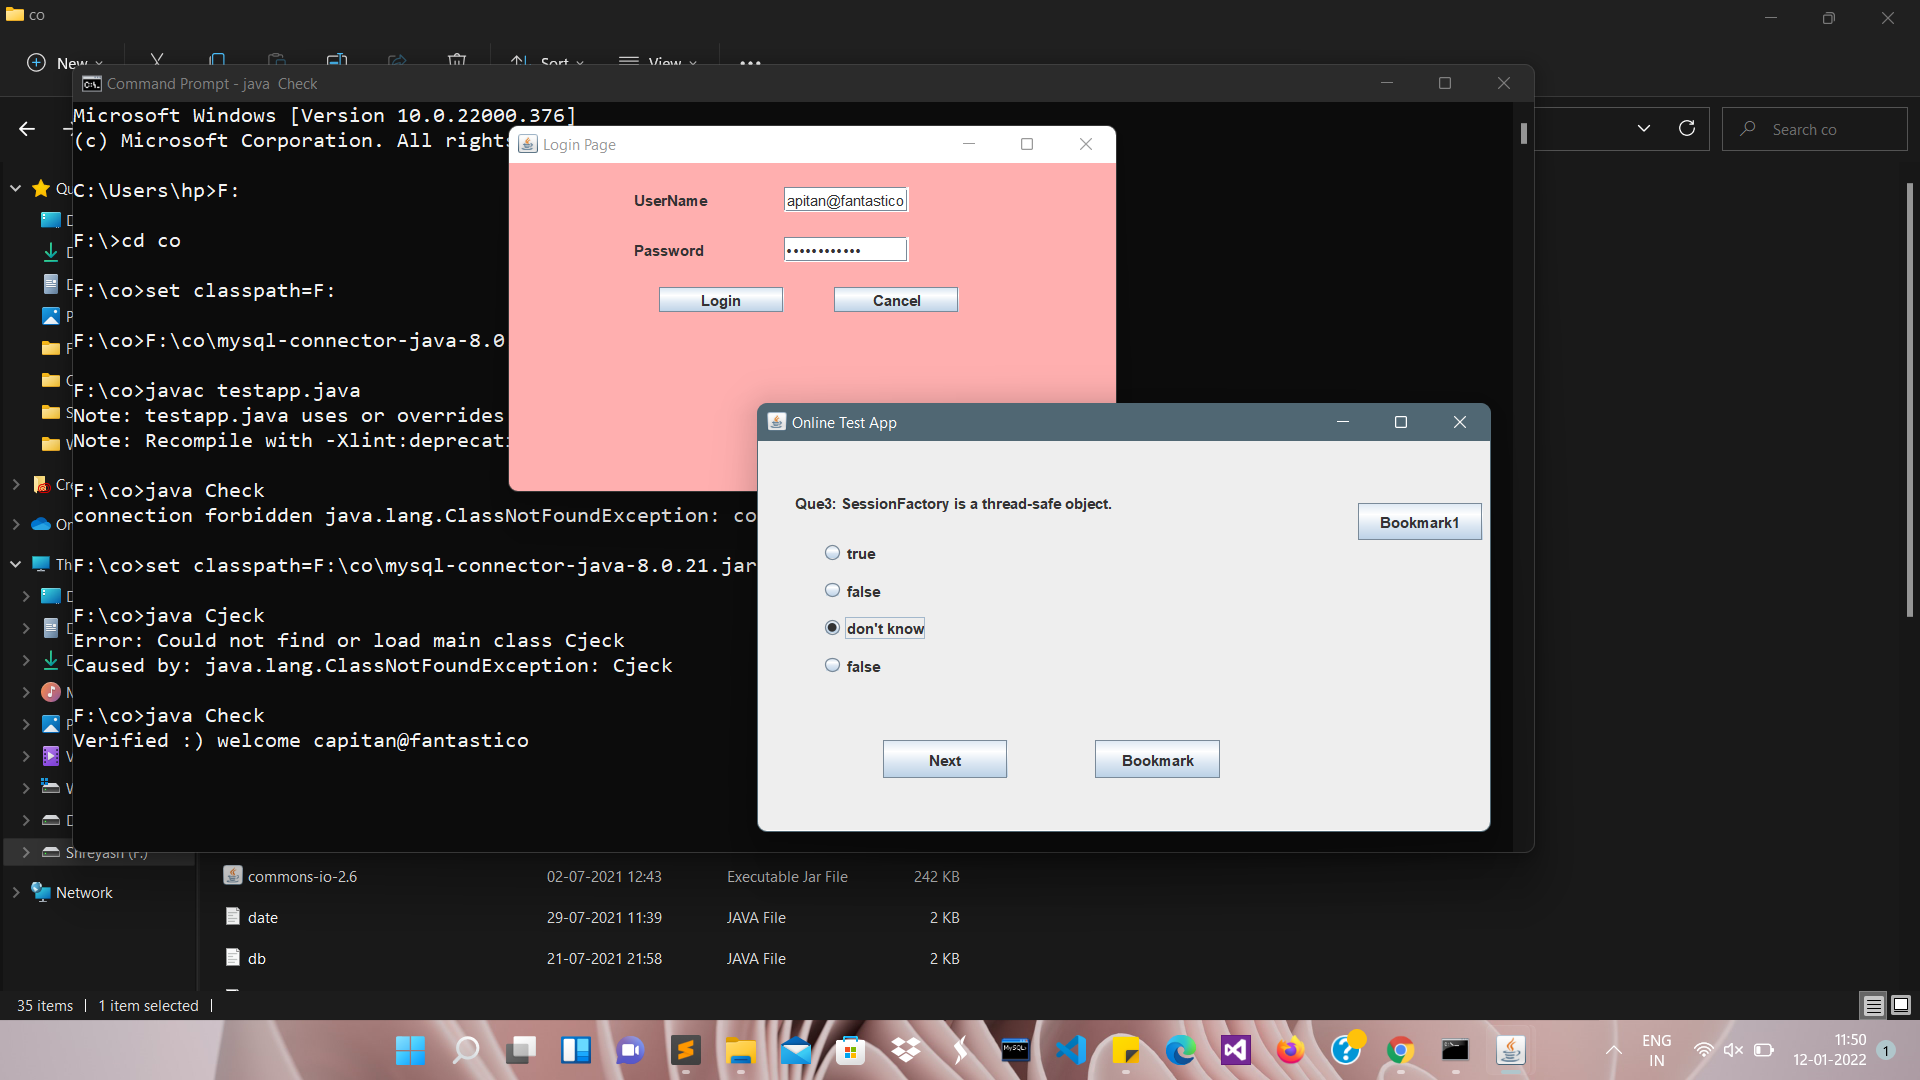 co
New
Sort
View
Command Prompt - java  Check
Search co
Microsoft Windows [Version 10.0.22000.376]
(c) Microsoft Corporation. All rights
C:\Users\hp>F:
F:\>cd co
F:\co>set classpath=F:
F:\co>F:\co\mysql-connector-java-8.0
F:\co>javac testapp.java
Note: testapp.java uses or overrides
Note: Recompile with -Xlint:deprecati
F:\co>java Check
connection forbidden java.lang.ClassNotFoundException: co
F:\co>set classpath=F:\co\mysql-connector-java-8.0.21.jar
F:\co>java Cjeck
Error: Could not find or load main class Cjeck
Caused by: java.lang.ClassNotFoundException: Cjeck
F:\co>java Check
Verified :) welcome capitan@fantastico
Login Page
UserName apitan@fantastico
Password
Login Cancel
Online Test App
Que3: SessionFactory is a thread-safe object.
Bookmark1
true
false
don't know
false
Next Bookmark
Shreyash (F:)
Network
commons-io-2.6 02-07-2021 12:43 Executable Jar File 242 KB
date 29-07-2021 11:39 JAVA File 2 KB
db 21-07-2021 21:58 JAVA File 2 KB
35 items 1 item selected
MySQL
ENG
IN
11:50
12-01-2022
1